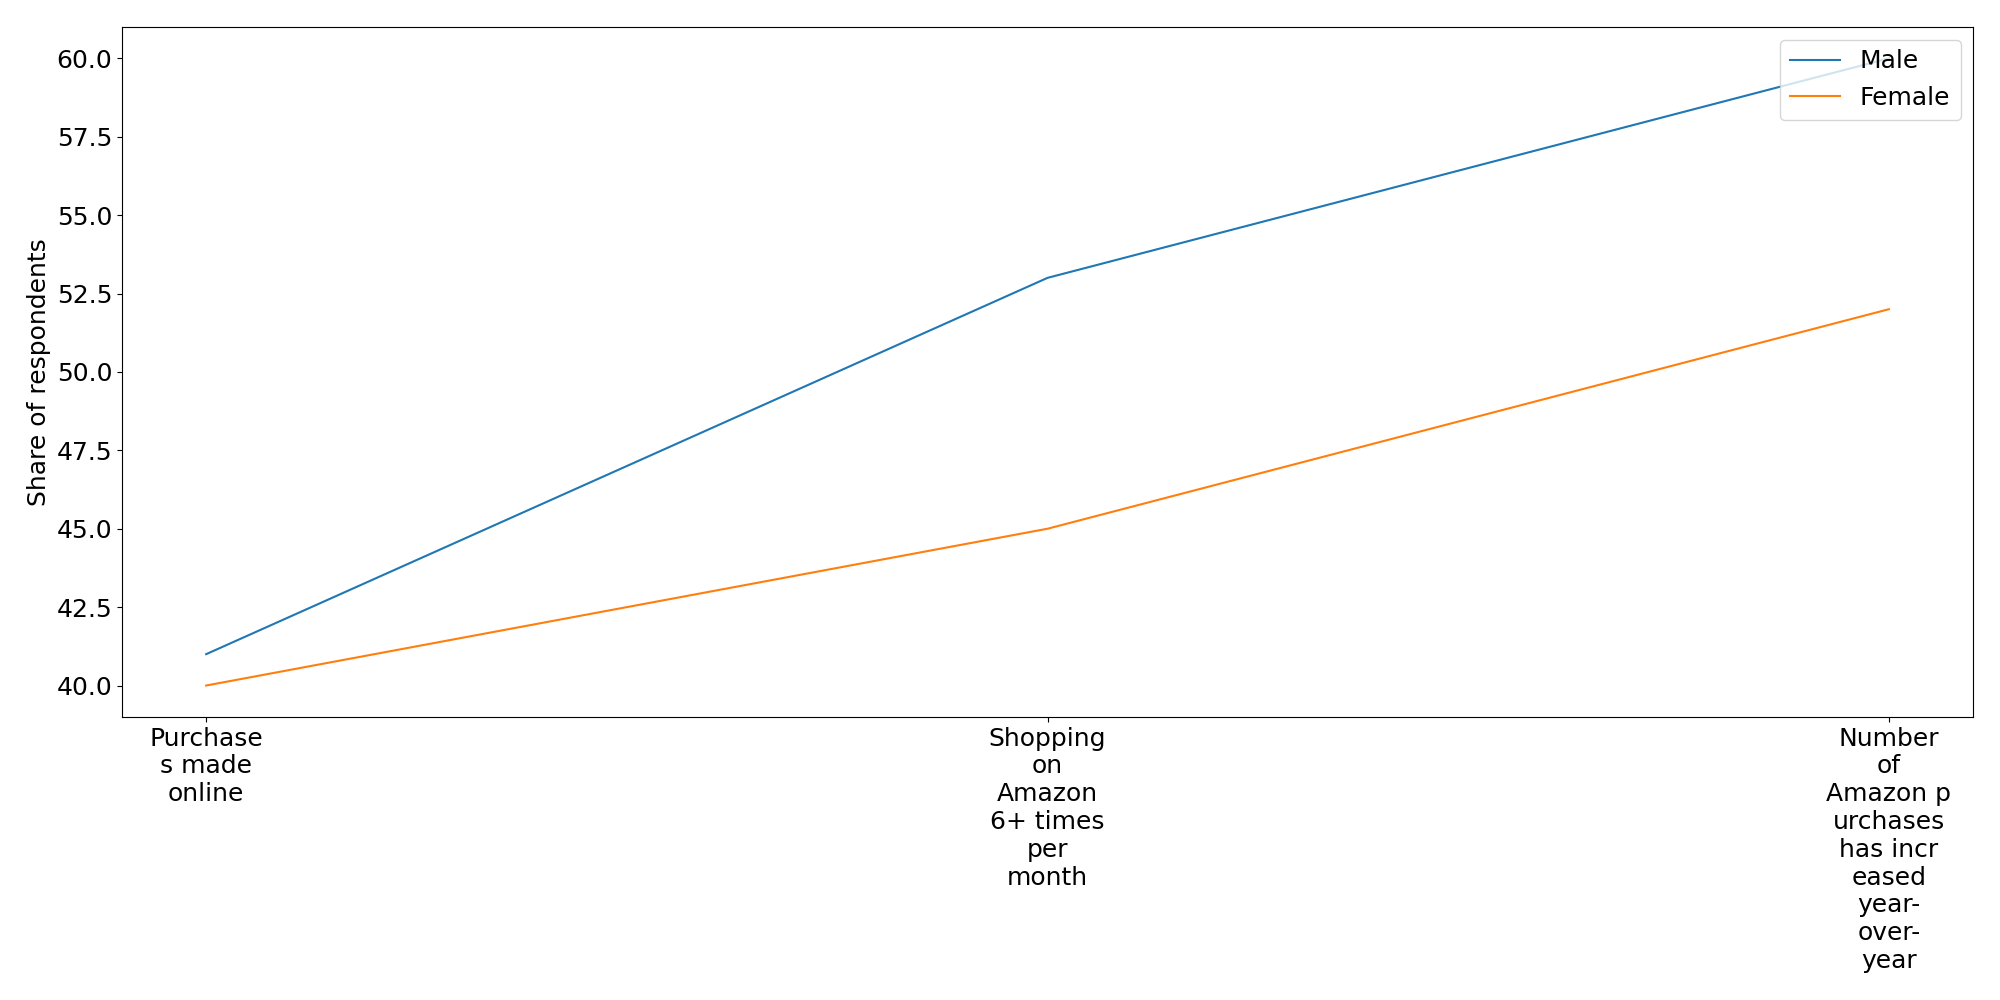 60.0
57.5
55.0
52.5
50.0
47.5
45.0
42.5
40.0
Share of respondents
Male
Female
Purchase
s made
online
Shopping
on
Amazon
6+ times
per
month
Number
of
Amazon p
urchases
has incr
eased
year-
over-
year